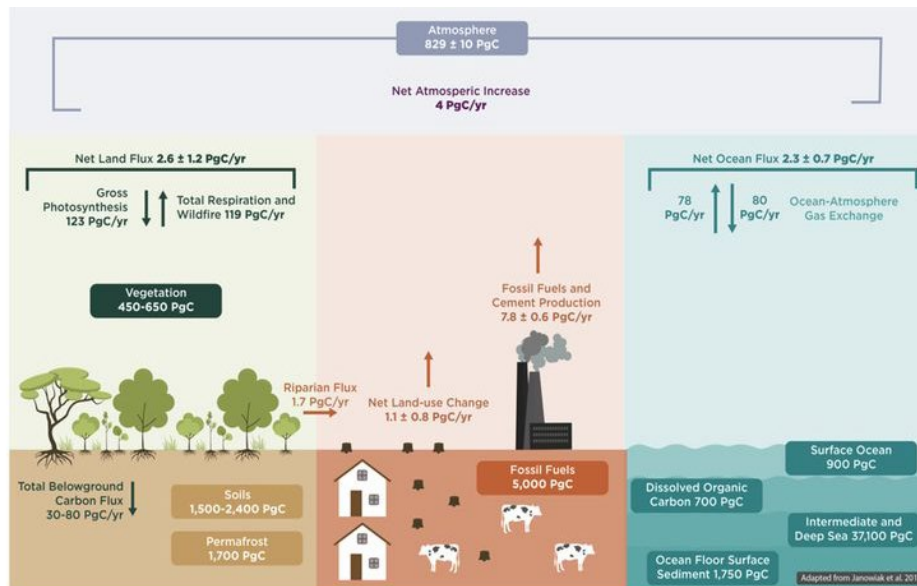 Atmosphere
829 ± 10 PgC
Net Atmosperic Increase
4 PgC/yr
Net Land Flux 2.6 ± 1.2 PgC/yr
Gross
Photosynthesis
123 PgC/yr
Total Respiration and
Wildfire 119 PgC/yr
Vegetation
450-650 PgC
Riparian Flux
1.7 PgC/yr
Total Belowground
Carbon Flux
30-80 PgC/yr
Soils
1,500-2,400 PgC
Permafrost
1,700 PgC
Net Land-use Change
1.1 ± 0.8 PgC/yr
Fossil Fuels and
Cement Production
7.8 ± 0.6 PgC/yr
Fossil Fuels
5,000 PgC
Net Ocean Flux 2.3 ± 0.7 PgC/yr
78
PgC/yr
80
PgC/yr
Ocean-Atmosphere
Gas Exchange
Surface Ocean
900 PgC
Dissolved Organic
Carbon 700 PgC
Intermediate and
Deep Sea 37,100 PgC
Ocean Floor Surface
Sediment 1,750 PgC
Adapted from Janowiak et al.